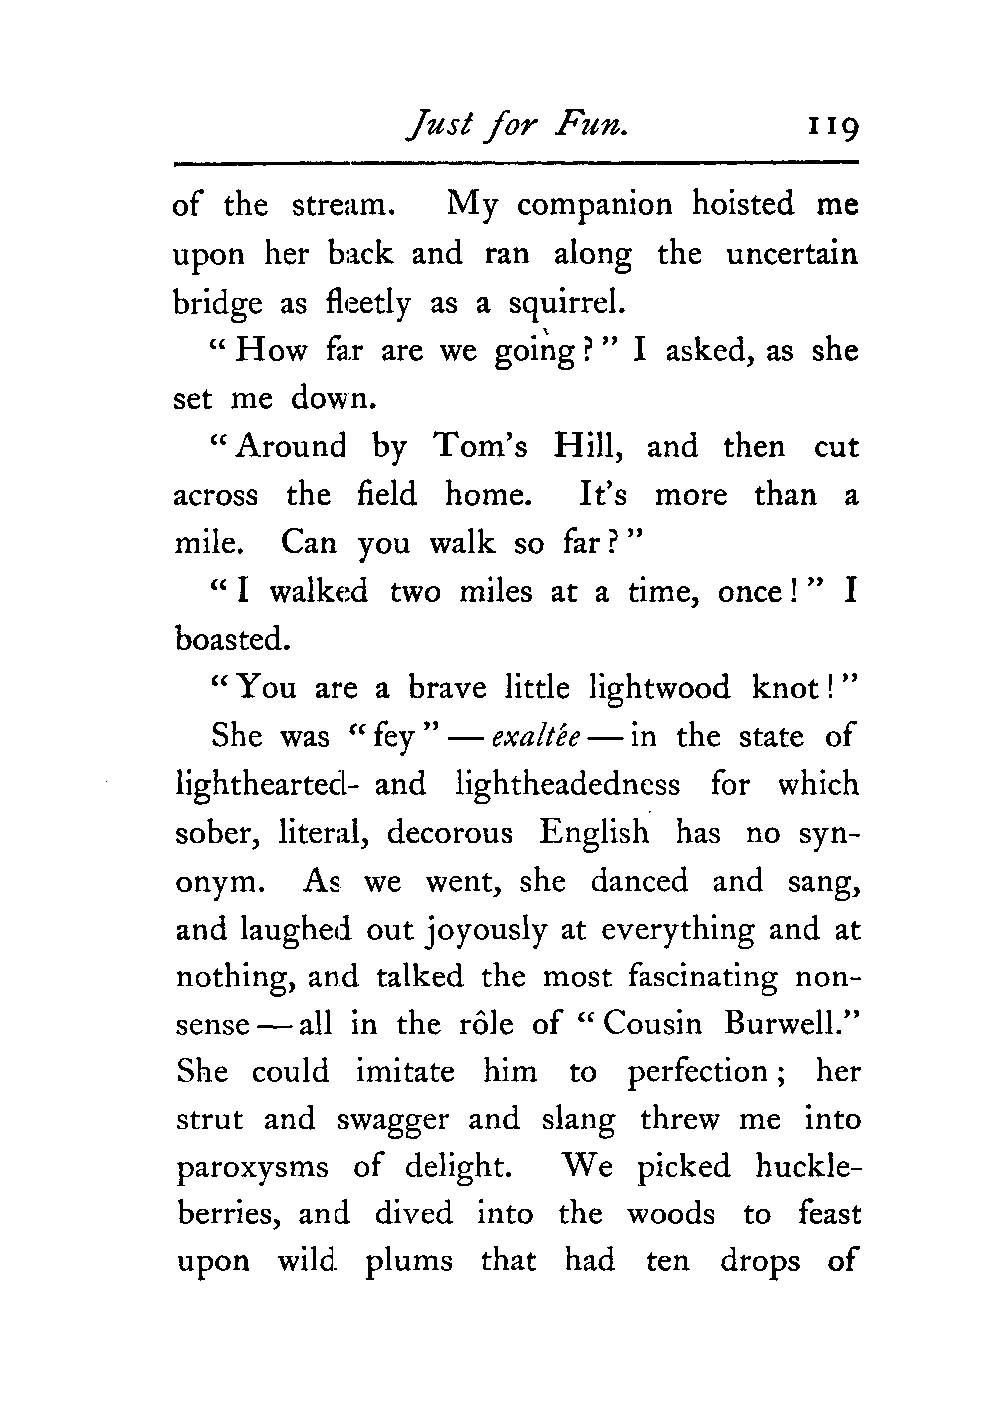 Just for Fun. 119
of the stream. My companion hoisted me
upon her back and ran along the uncertain
bridge as fleetly as a squirrel.
“How far are we going?” I asked, as she
set me down.
“Around by Tom’s Hill, and then cut
across the field home. It’s more than a
mile. Can you walk so far?”
“I walked two miles at a time, once!” I
boasted.
“You are a brave little lightwood knot!”
She was “fey”—exaltée—in the state of
lighthearted- and lightheadedness for which
sober, literal, decorous English has no syn-
onym. As we went, she danced and sang,
and laughed out joyously at everything and at
nothing, and talked the most fascinating non-
sense—all in the rôle of “Cousin Burwell.”
She could imitate him to perfection; her
strut and swagger and slang threw me into
paroxysms of delight. We picked huckle-
berries, and dived into the woods to feast
upon wild plums that had ten drops of